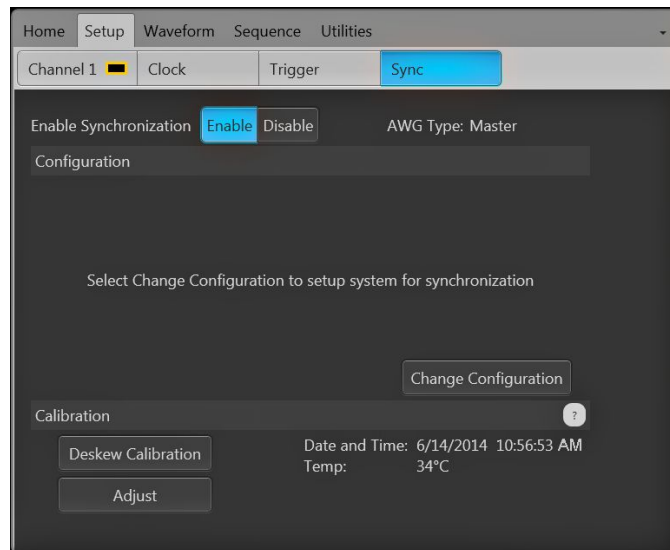 Home Setup Waveform Sequence Utilities
Channel 1 Clock Trigger Sync
Enable Synchronization Enable Disable AWG Type: Master
Configuration
Select Change Configuration to setup system for synchronization
Change Configuration
Calibration ?
Deskew Calibration Date and Time: 6/14/2014 10:56:53 AM
Temp: 34°C
Adjust